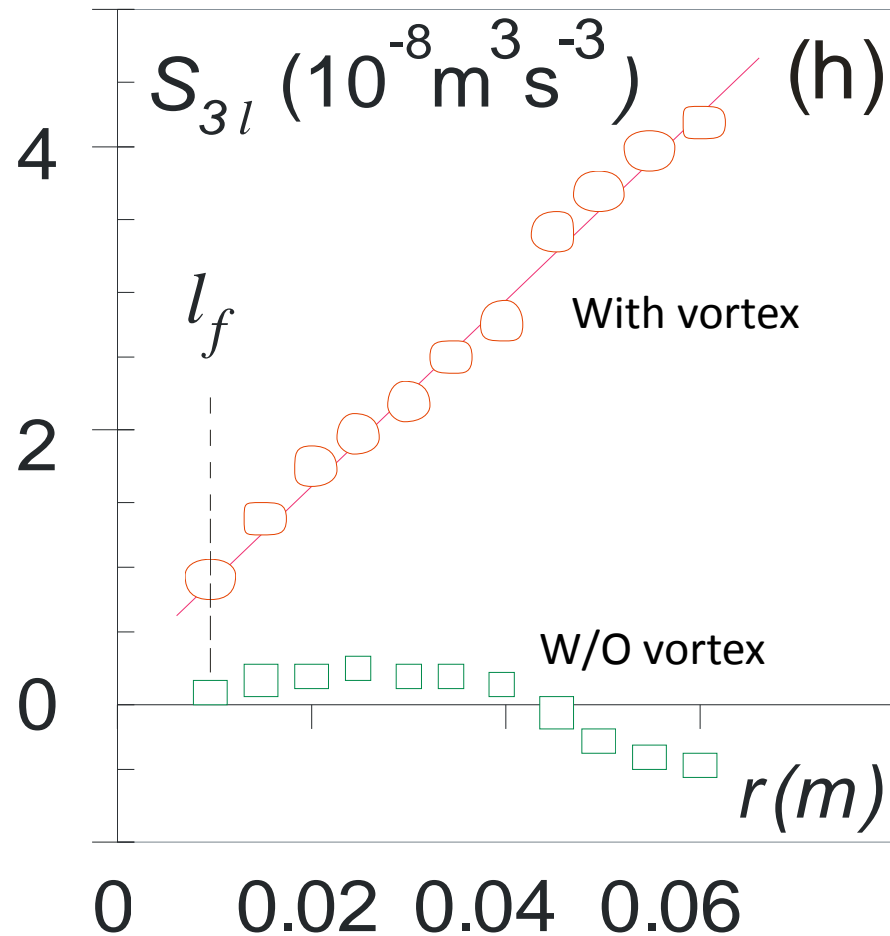 S3l (10-8m3s-3) (h)
4
lf
With vortex
2
W/O vortex
0
r(m)
0 0.02 0.04 0.06